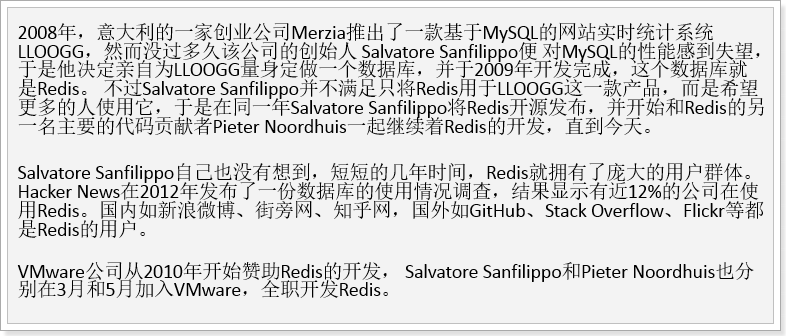 2008年，意大利的一家创业公司Merzia推出了一款基于MySQL的网站实时统计系统
LLOOGG，然而没过多久该公司的创始人 Salvatore Sanfilippo便 对MySQL的性能感到失望，
于是他决定亲自为LLOOGG量身定做一个数据库，并于2009年开发完成，这个数据库就
是Redis。 不过Salvatore Sanfilippo并不满足只将Redis用于LLOOGG这一款产品，而是希望
更多的人使用它，于是在同一年Salvatore Sanfilippo将Redis开源发布，并开始和Redis的另
一名主要的代码贡献者Pieter Noordhuis一起继续着Redis的开发，直到今天。
Salvatore Sanfilippo自己也没有想到，短短的几年时间，Redis就拥有了庞大的用户群体。
Hacker News在2012年发布了一份数据库的使用情况调查，结果显示有近12%的公司在使
用Redis。国内如新浪微博、街旁网、知乎网，国外如GitHub、Stack Overflow、Flickr等都
是Redis的用户。
VMware公司从2010年开始赞助Redis的开发， Salvatore Sanfilippo和Pieter Noordhuis也分
别在3月和5月加入VMware，全职开发Redis。